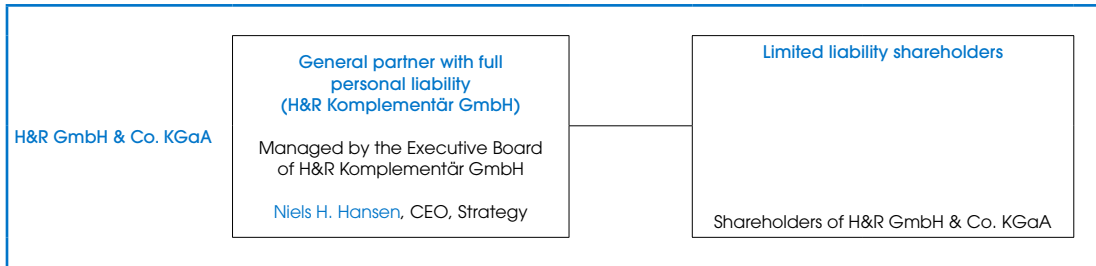 H&R GmbH & Co. KGaA
General partner with full
personal liability
(H&R Komplementär GmbH)
Managed by the Executive Board
of H&R Komplementär GmbH
Niels H. Hansen, CEO, Strategy
Limited liability shareholders
Shareholders of H&R GmbH & Co. KGaA